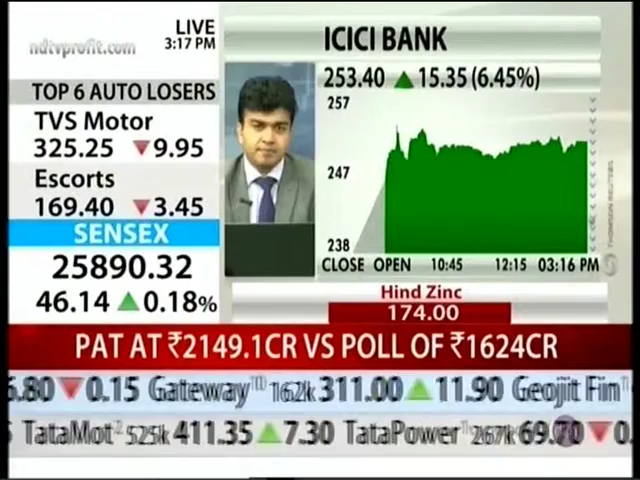 ndtvprofit.com
LIVE
3:17 PM
TOP 6 AUTO LOSERS
TVS Motor
325.25 ▼ 9.95
Escorts
169.40 ▼ 3.45
SENSEX
25890.32
46.14 ▲ 0.18%
ICICI BANK
253.40 ▲ 15.35 (6.45%)
257
247
238
CLOSE OPEN 10:45 12:15 03:16 PM
THOMSON REUTERS
Hind Zinc
174.00
PAT AT ₹2149.1CR VS POLL OF ₹1624CR
6.80 ▼ 0.15 Gateway 162k 311.00 ▲ 11.90 Geojit Fin
TataMot 525k 411.35 ▲ 7.30 TataPower 267k 69.70 ▼ 0.